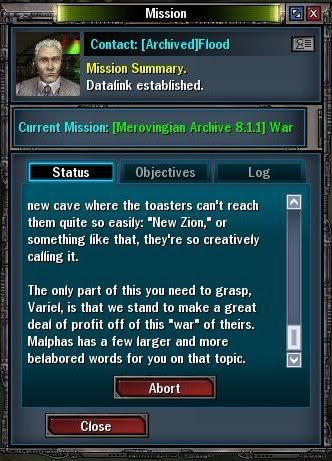 Mission
Contact: [Archived]Flood
Mission Summary.
Datalink established.
Current Mission: [Merovingian Archive 8.1.1] War
Status Objectives Log
new cave where the toasters can't reach
them quite so easily: "New Zion," or
something like that, they're so creatively
calling it.
The only part of this you need to grasp,
Variel, is that we stand to make a great
deal of profit off of this "war" of theirs.
Malphas has a few larger and more
belabored words for you on that topic.
Abort
Close